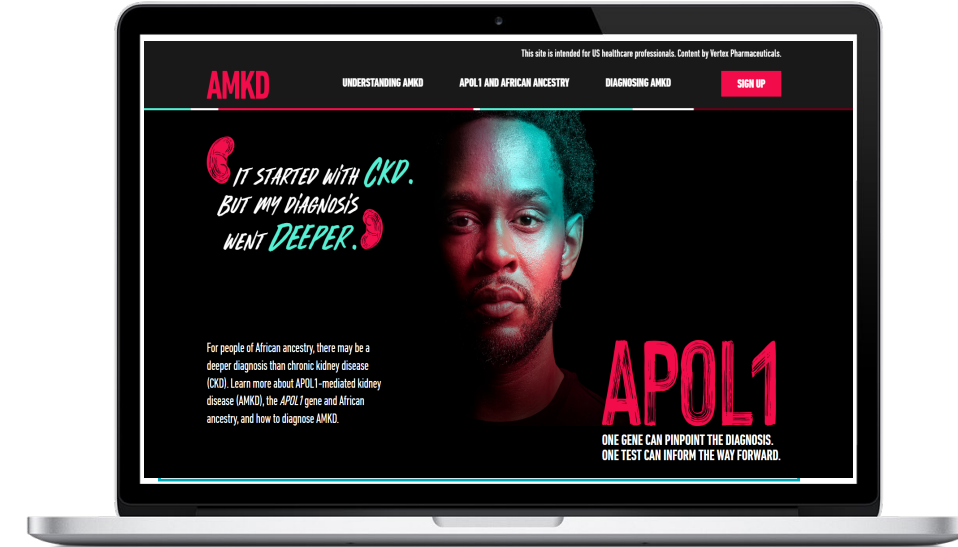 This site is intended for US healthcare professionals. Content by Vertex Pharmaceuticals.
AMKD
UNDERSTANDING AMKD
APOL1 AND AFRICAN ANCESTRY
DIAGNOSING AMKD
SIGN UP
IT STARTED WITH CKD.
BUT MY DIAGNOSIS
WENT DEEPER.
For people of African ancestry, there may be a
deeper diagnosis than chronic kidney disease
(CKD). Learn more about APOL1-mediated kidney
disease (AMKD), the APOL1 gene and African
ancestry, and how to diagnose AMKD.
APOL1
ONE GENE CAN PINPOINT THE DIAGNOSIS.
ONE TEST CAN INFORM THE WAY FORWARD.